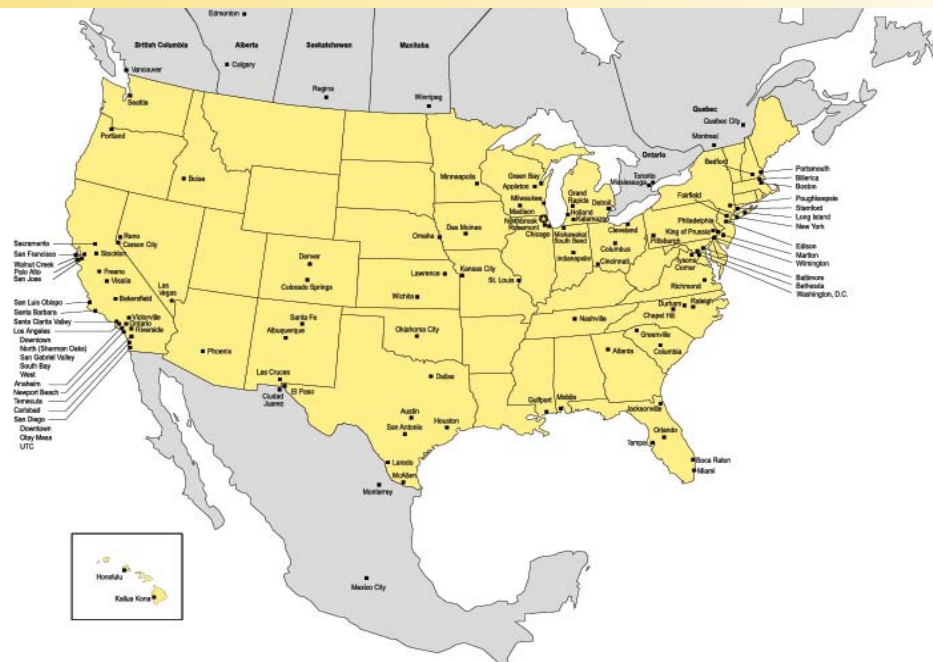 Edmonton
British Columbia
Alberta
Saskatchewan
Manitoba
Calgary
Vancouver
Regina
Winnipeg
Seattle
Quebec
Quebec City
Portland
Montreal
Ontario
Bedford
Toronto
Mississauga
Portsmouth
Billerica
Boston
Boise
Minneapolis
Green Bay
Appleton
Grand
Rapids
Fairfield
Poughkeepsie
Stamford
Long Island
New York
Milwaukee
Madison
Holland
Detroit
Kalamazoo
Northbrook
Rosemont
Chicago
Mishawaka/
South Bend
Cleveland
Philadelphia
King of Prussia
Pittsburgh
Edison
Marlton
Wilmington
Reno
Carson City
Sacramento
San Francisco
Walnut Creek
Palo Alto
San Jose
Stockton
Omaha
Des Moines
Columbus
Indianapolis
Cincinnati
Tysons
Corner
Baltimore
Bethesda
Washington, D.C.
Denver
Colorado Springs
Lawrence
Kansas City
St. Louis
Richmond
Fresno
Visalia
Las
Vegas
Bakersfield
Wichita
San Luis Obispo
Santa Barbara
Santa Clarita Valley
Los Angeles
Downtown
North (Sherman Oaks)
San Gabriel Valley
South Bay
West
Anaheim
Newport Beach
Temecula
Carlsbad
San Diego
Downtown
Otay Mesa
UTC
Victorville
Ontario
Riverside
Santa Fe
Albuquerque
Oklahoma City
Nashville
Durham
Raleigh
Chapel Hill
Greenville
Columbia
Phoenix
Atlanta
Las Cruces
El Paso
Ciudad
Juarez
Dallas
Austin
San Antonio
Houston
Gulfport
Mobile
Jacksonville
Orlando
Tampa
Boca Raton
Miami
Laredo
McAllen
Monterrey
Mexico City
Honolulu
Kailua Kona